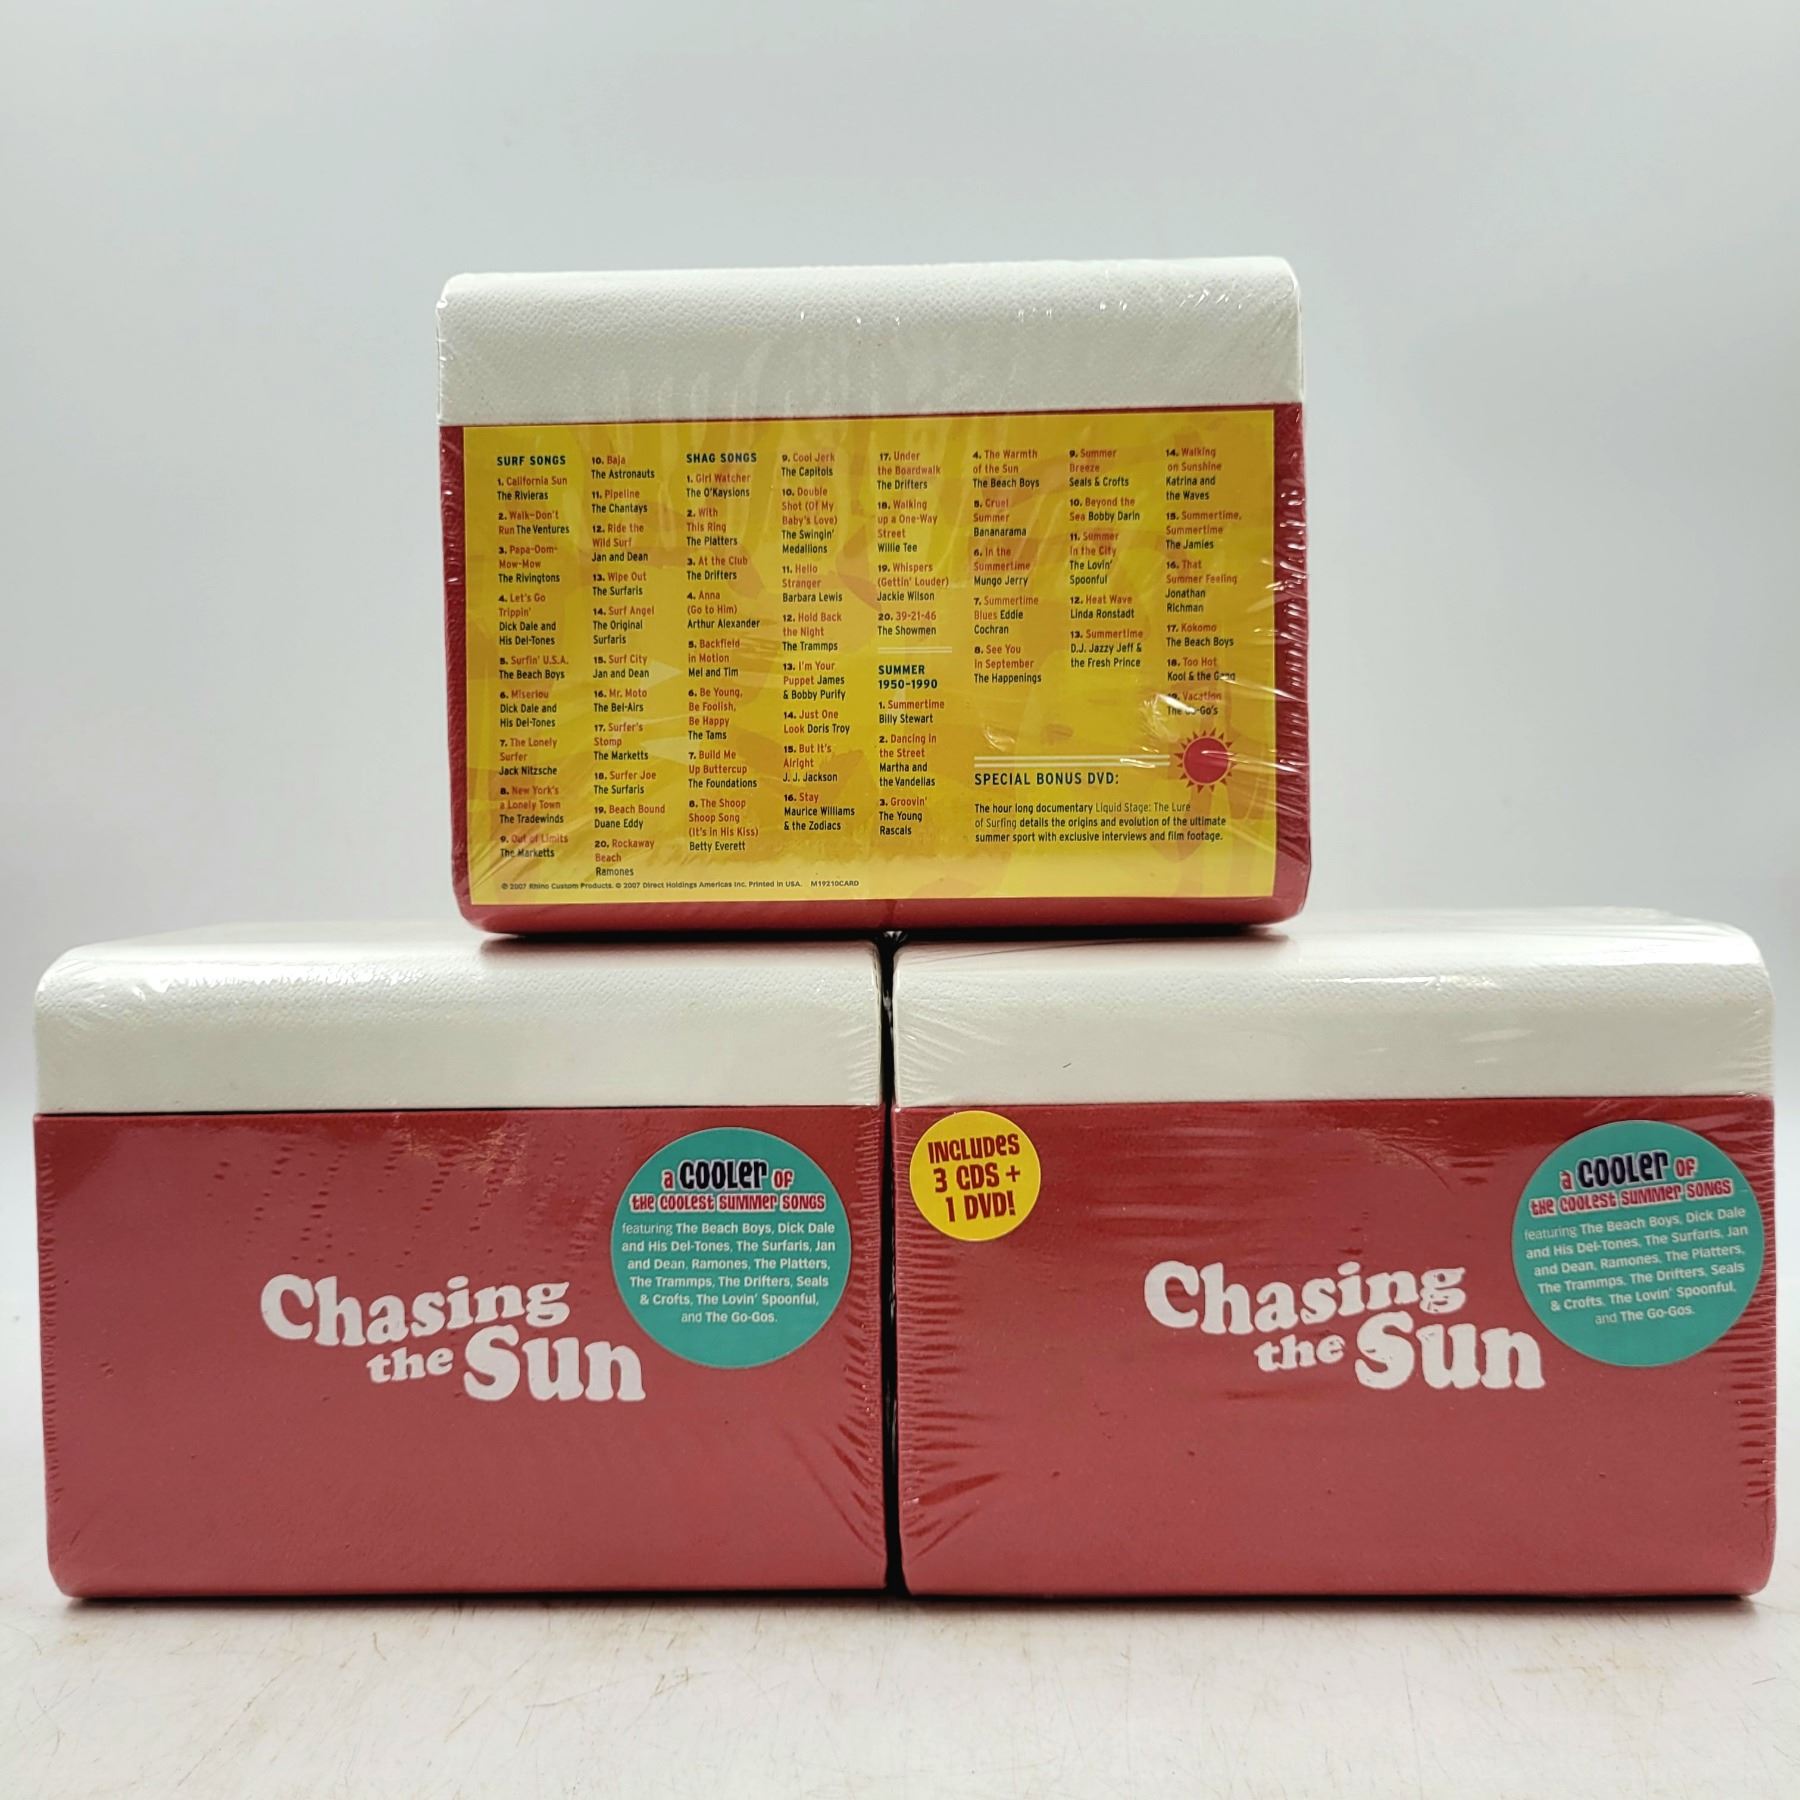 SURF SONGS
1. California Sun
The Rivieras
2. Walk-Don't
Run The Ventures
3. Papa-Oom-
Mow-Mow
The Rivingtons
4. Let's Go
Trippin'
Dick Dale and
His Del-Tones
5. Surfin' U.S.A.
The Beach Boys
6. Miserlou
Dick Dale and
His Del-Tones
7. The Lonely
Surfer
Jack Nitzsche
8. New York's
a Lonely Town
The Tradewinds
9. Out of Limits
The Marketts
10. Baja
The Astronauts
11. Pipeline
The Chantays
12. Ride the
Wild Surf
Jan and Dean
13. Wipe Out
The Surfaris
14. Surf Angel
The Original
Surfaris
15. Surf City
Jan and Dean
16. Mr. Moto
The Bel-Airs
17. Surfer's
Stomp
The Marketts
18. Surfer Joe
The Surfaris
19. Beach Bound
Duane Eddy
20. Rockaway
Beach
Ramones
SHAG SONGS
1. Girl Watcher
The O'Kaysions
2. With
This Ring
The Platters
3. At the Club
The Drifters
4. Anna
(Go to Him)
Arthur Alexander
5. Backfield
in Motion
Mel and Tim
6. Be Young,
Be Foolish,
Be Happy
The Tams
7. Build Me
Up Buttercup
The Foundations
8. The Shoop
Shoop Song
(It's in His Kiss)
Betty Everett
9. Cool Jerk
The Capitols
10. Double
Shot (Of My
Baby's Love)
The Swingin'
Medallions
11. Hello
Stranger
Barbara Lewis
12. Hold Back
the Night
The Trammps
13. I'm Your
Puppet James
& Bobby Purify
14. Just One
Look Doris Troy
15. But It's
Alright
J. J. Jackson
16. Stay
Maurice Williams
& the Zodiacs
17. Under
the Boardwalk
The Drifters
18. Walking
up a One-Way
Street
Willie Tee
19. Whispers
(Gettin' Louder)
Jackie Wilson
20. 39-21-46
The Showmen
SUMMER
1950-1990
1. Summertime
Billy Stewart
2. Dancing in
the Street
Martha and
the Vandellas
3. Groovin'
The Young
Rascals
4. The Warmth
of the Sun
The Beach Boys
5. Cruel
Summer
Bananarama
6. In the
Summertime
Mungo Jerry
7. Summertime
Blues Eddie
Cochran
8. See You
in September
The Happenings
9. Summer
Breeze
Seals & Crofts
10. Beyond the
Sea Bobby Darin
11. Summer
in the City
The Lovin'
Spoonful
12. Heat Wave
Linda Ronstadt
13. Summertime
D.J. Jazzy Jeff &
the Fresh Prince
14. Walking
on Sunshine
Katrina and
the Waves
15. Summertime,
Summertime
The Jamies
16. That
Summer Feeling
Jonathan
Richman
17. Kokomo
The Beach Boys
18. Too Hot
Kool & the Gang
19. Vacation
The Go-Go's
SPECIAL BONUS DVD:
The hour long documentary Liquid Stage: The Lure
of Surfing details the origins and evolution of the ultimate
summer sport with exclusive interviews and film footage.
℗ 2007 Rhino Custom Products. © 2007 Direct Holdings Americas Inc. Printed in USA. M19210CARD
a COOLER OF
THE COOLEST SUMMER SONGS
featuring The Beach Boys, Dick Dale
and His Del-Tones, The Surfaris, Jan
and Dean, Ramones, The Platters,
The Trammps, The Drifters, Seals
& Crofts, The Lovin' Spoonful,
and The Go-Gos.
Chasing
the Sun
INCLUDES
3 CDS +
1 DVD!
a COOLER OF
THE COOLEST SUMMER SONGS
featuring The Beach Boys, Dick Dale
and His Del-Tones, The Surfaris, Jan
and Dean, Ramones, The Platters,
The Trammps, The Drifters, Seals
& Crofts, The Lovin' Spoonful,
and The Go-Gos.
Chasing
the Sun